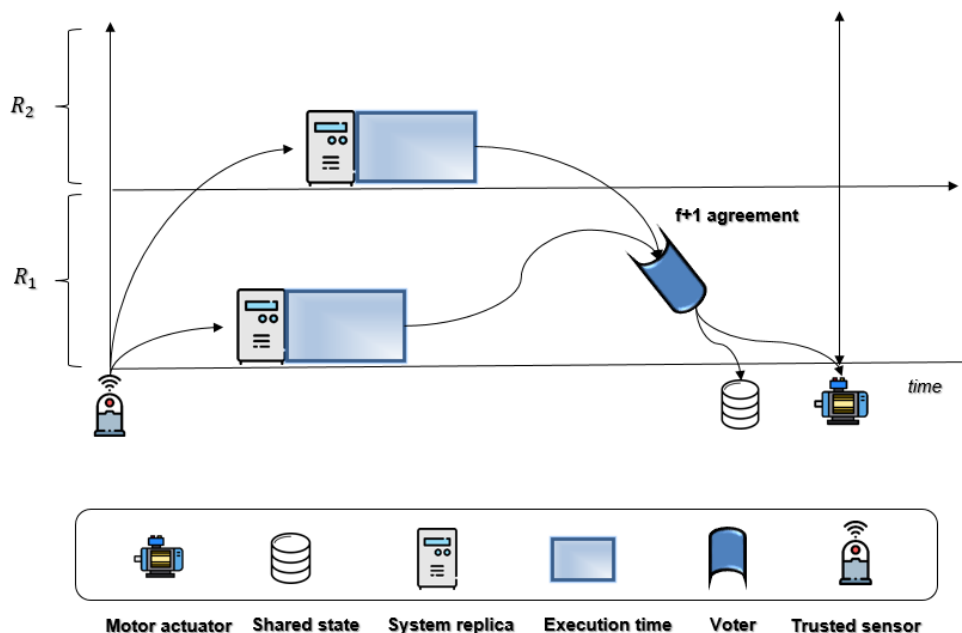 R₂
f+1 agreement
R₁
time
Motor actuator Shared state System replica Execution time Voter Trusted sensor